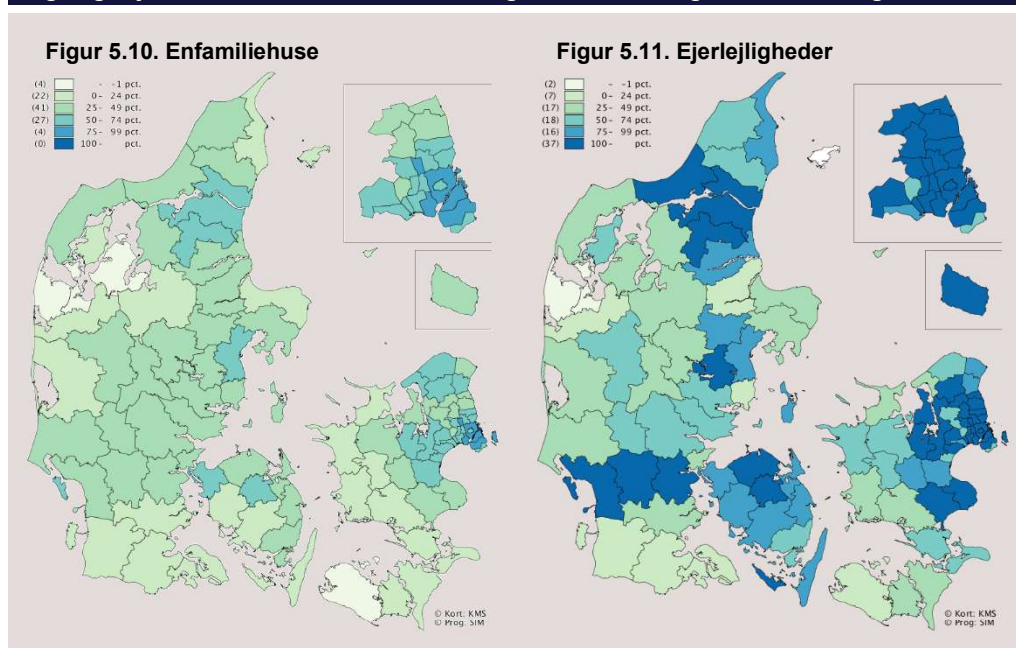 Figur 5.10. Enfamiliehuse
(4) - -1 pct.
(22) 0- 24 pct.
(41) 25- 49 pct.
(27) 50- 74 pct.
(4) 75- 99 pct.
(0) 100- pct.
© Kort: KMS
© Prog: SIM
Figur 5.11. Ejerlejligheder
(2) - -1 pct.
(7) 0- 24 pct.
(17) 25- 49 pct.
(18) 50- 74 pct.
(16) 75- 99 pct.
(37) 100- pct.
© Kort: KMS
© Prog: SIM